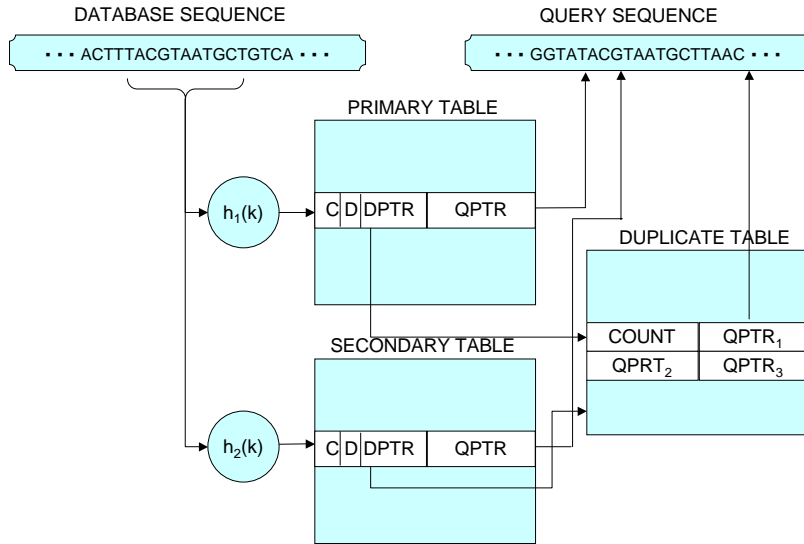 DATABASE SEQUENCE
QUERY SEQUENCE
▪ ▪ ▪ ACTTTACGTAATGCTGTCA ▪ ▪ ▪
▪ ▪ ▪ GGTATACGTAATGCTTAAC ▪ ▪ ▪
PRIMARY TABLE
h₁(k)
C D DPTR QPTR
DUPLICATE TABLE
COUNT QPTR₁
QPRT₂ QPTR₃
SECONDARY TABLE
h₂(k)
C D DPTR QPTR